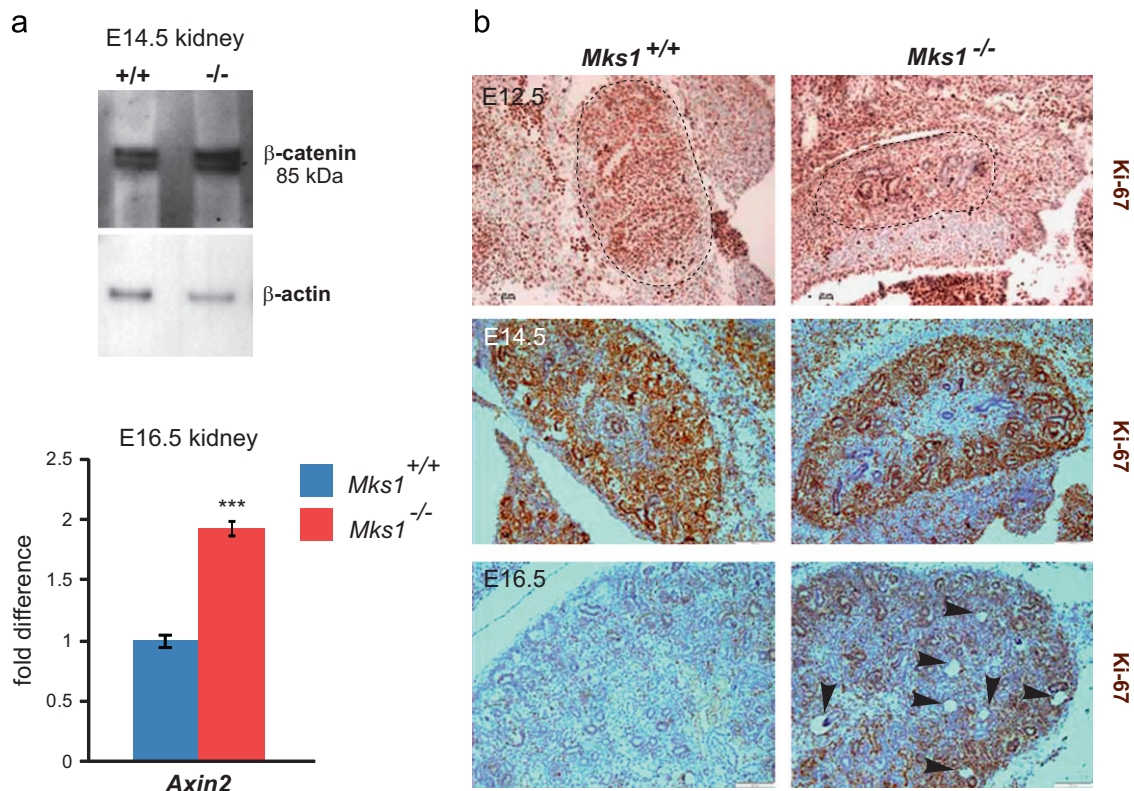 a
E14.5 kidney
+/+ -/-
β-catenin
85 kDa
β-actin
E16.5 kidney
2.5
2
1.5
1
0.5
0
fold difference
***
Axin2
Mks1+/+
Mks1-/-
b
Mks1+/+ Mks1-/-
E12.5
Ki-67
E14.5
Ki-67
E16.5
Ki-67